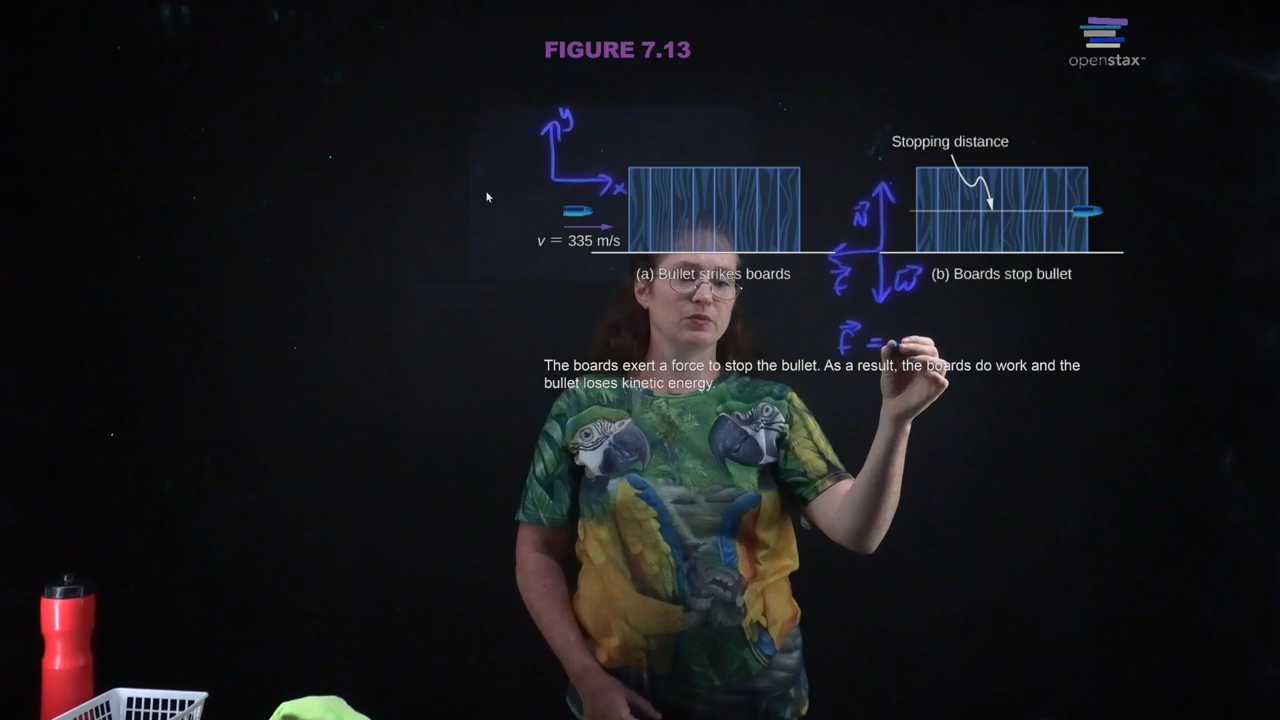 FIGURE 7.13
openstax™
y
x
Stopping distance
v = 335 m/s
N
f
W
(a) Bullet strikes boards
(b) Boards stop bullet
f =
The boards exert a force to stop the bullet. As a result, the boards do work and the
bullet loses kinetic energy.